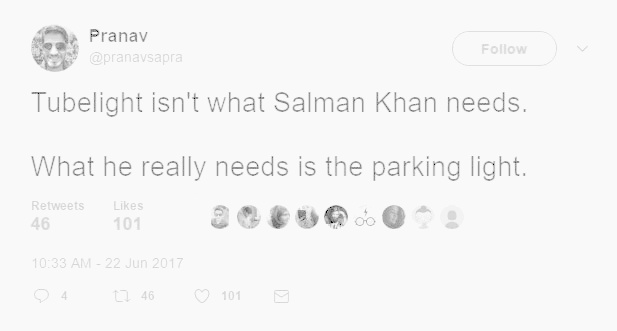 Pranav
@pranavsapra
Follow
Tubelight isn't what Salman Khan needs.
What he really needs is the parking light.
Retweets Likes
46 101
10:33 AM - 22 Jun 2017
4 46 101